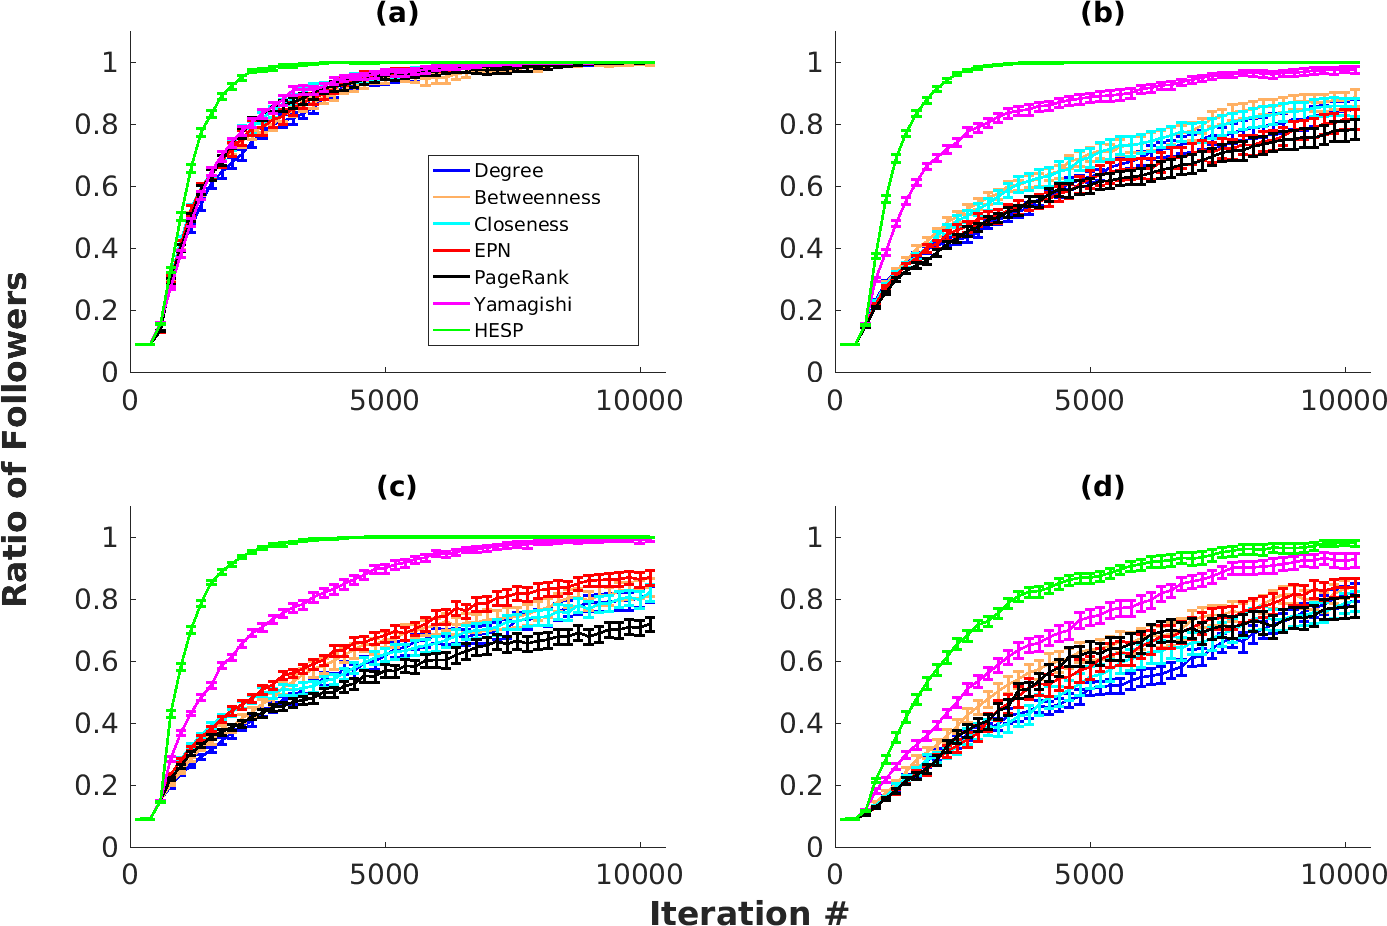 (a)
1
0.8
0.6
0.4
0.2
0
0 5000 10000
Degree
Betweenness
Closeness
EPN
PageRank
Yamagishi
HESP
(b)
1
0.8
0.6
0.4
0.2
0
0 5000 10000
(c)
1
0.8
0.6
0.4
0.2
0
0 5000 10000
(d)
1
0.8
0.6
0.4
0.2
0
0 5000 10000
Ratio of Followers
Iteration #